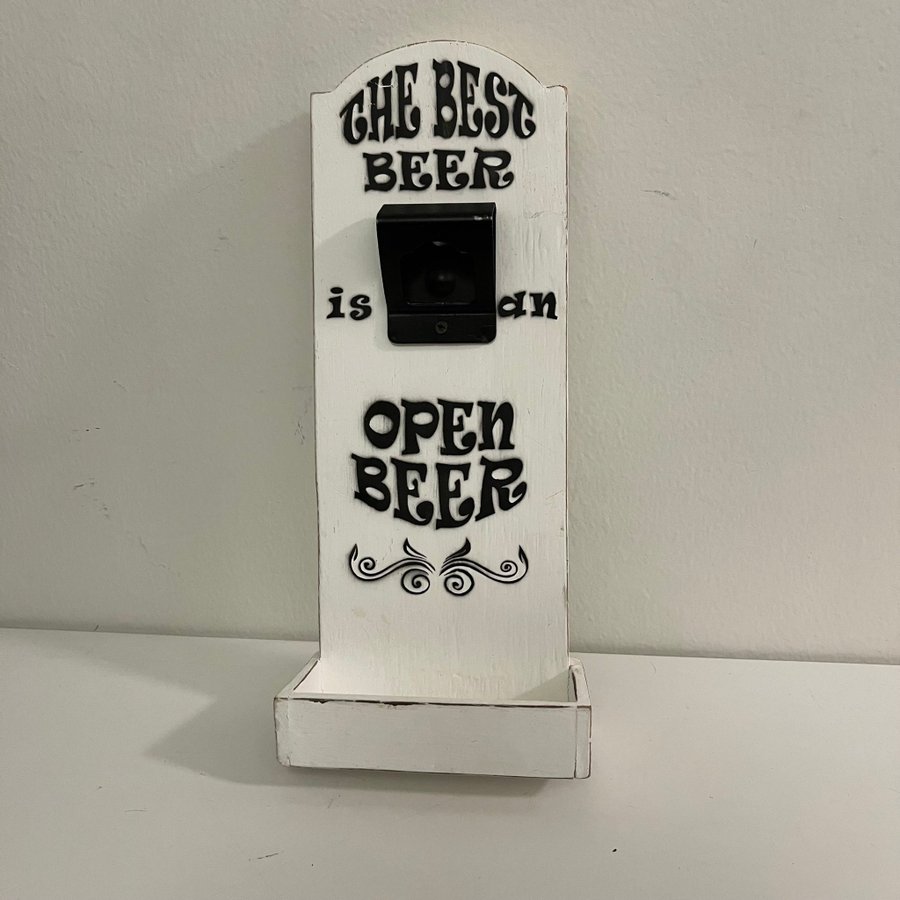 THE BEST
BEER
is an
OPEN
BEER